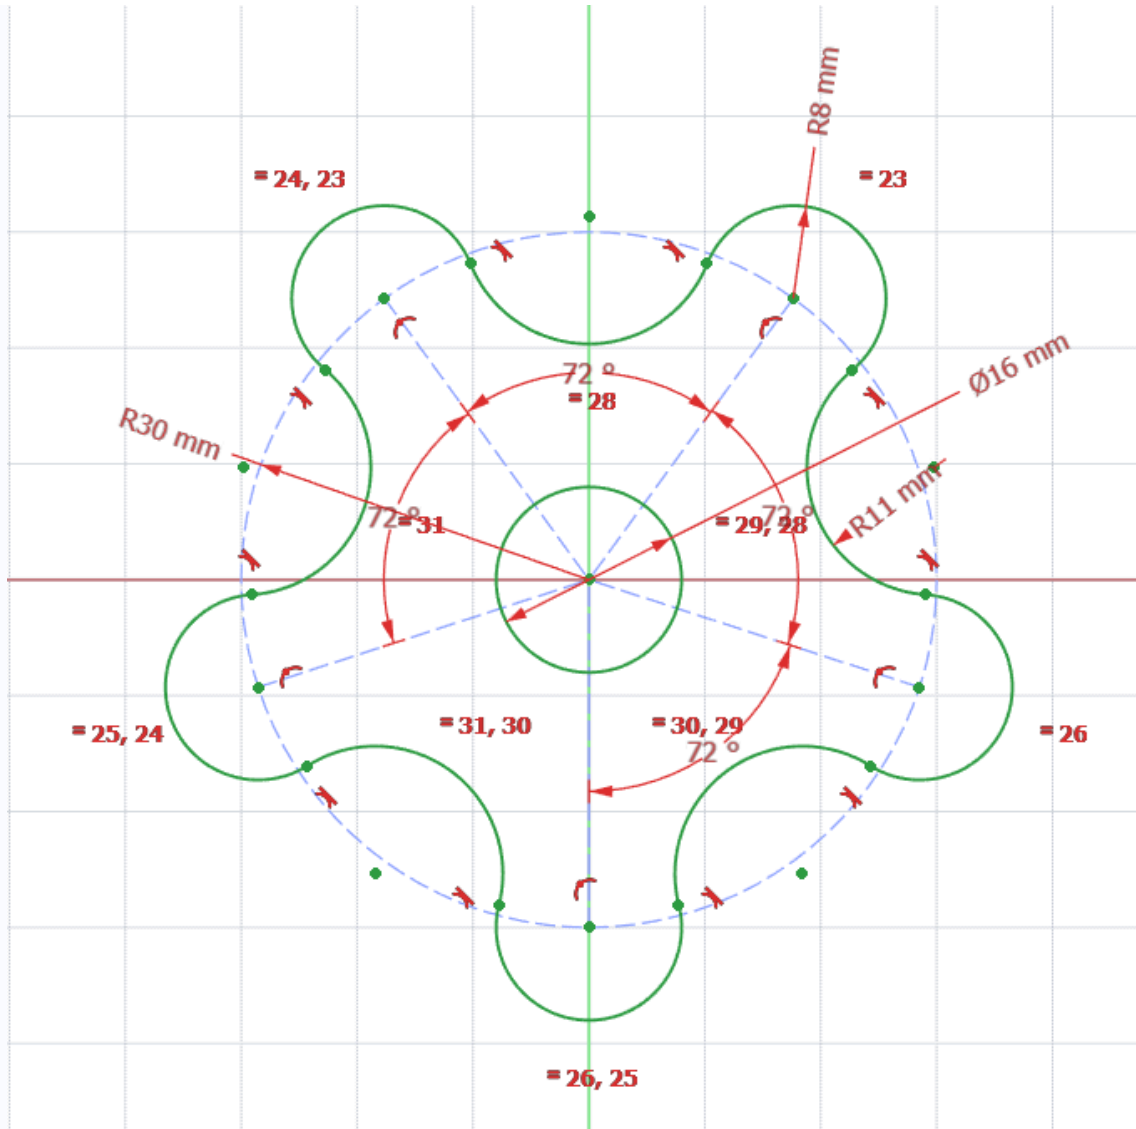 R8 mm
= 24, 23
= 23
Ø16 mm
72 °
= 28
R30 mm
R11 mm
72 °
= 31
= 29, 28
72 °
= 25, 24
= 31, 30
= 30, 29
= 26
72 °
= 26, 25